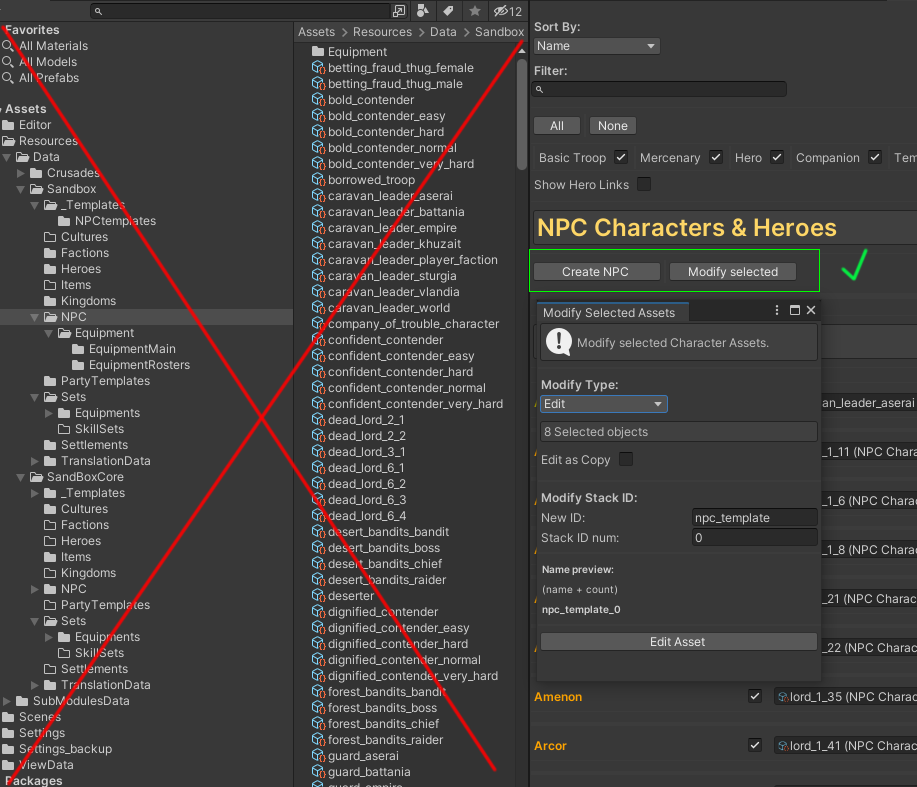 12
Favorites
All Materials
All Models
All Prefabs
Assets
Editor
Resources
Data
Crusades
Sandbox
_Templates
NPCtemplates
Cultures
Factions
Heroes
Items
Kingdoms
NPC
Equipment
EquipmentMain
EquipmentRosters
PartyTemplates
Sets
Equipments
SkillSets
Settlements
TranslationData
SandBoxCore
_Templates
Cultures
Factions
Heroes
Items
Kingdoms
NPC
PartyTemplates
Sets
Equipments
SkillSets
Settlements
TranslationData
SubModulesData
Scenes
Settings
Settings_backup
ViewData
Packages
Assets > Resources > Data > Sandbox
Equipment
betting_fraud_thug_female
betting_fraud_thug_male
bold_contender
bold_contender_easy
bold_contender_hard
bold_contender_normal
bold_contender_very_hard
borrowed_troop
caravan_leader_aserai
caravan_leader_battania
caravan_leader_empire
caravan_leader_khuzait
caravan_leader_player_faction
caravan_leader_sturgia
caravan_leader_vlandia
caravan_leader_world
company_of_trouble_character
confident_contender
confident_contender_easy
confident_contender_hard
confident_contender_normal
confident_contender_very_hard
dead_lord_2_1
dead_lord_2_2
dead_lord_3_1
dead_lord_6_1
dead_lord_6_2
dead_lord_6_3
dead_lord_6_4
desert_bandits_bandit
desert_bandits_boss
desert_bandits_chief
desert_bandits_raider
deserter
dignified_contender
dignified_contender_easy
dignified_contender_hard
dignified_contender_normal
dignified_contender_very_hard
forest_bandits_bandit
forest_bandits_boss
forest_bandits_chief
forest_bandits_raider
guard_aserai
guard_battania
guard_empire
Sort By:
Name
Filter:
All None
Basic Troop Mercenary Hero Companion Tem
Show Hero Links
NPC Characters & Heroes
Create NPC Modify selected
Modify Selected Assets
Modify selected Character Assets.
Modify Type:
Edit
8 Selected objects
Edit as Copy
Modify Stack ID:
New ID: npc_template
Stack ID num: 0
Name preview:
(name + count)
npc_template_0
Edit Asset
an_leader_aserai
_1_11 (NPC Chara
_1_6 (NPC Charac
_1_8 (NPC Charac
_21 (NPC Charac
_22 (NPC Charac
Amenon lord_1_35 (NPC Charac
Arcor lord_1_41 (NPC Charac